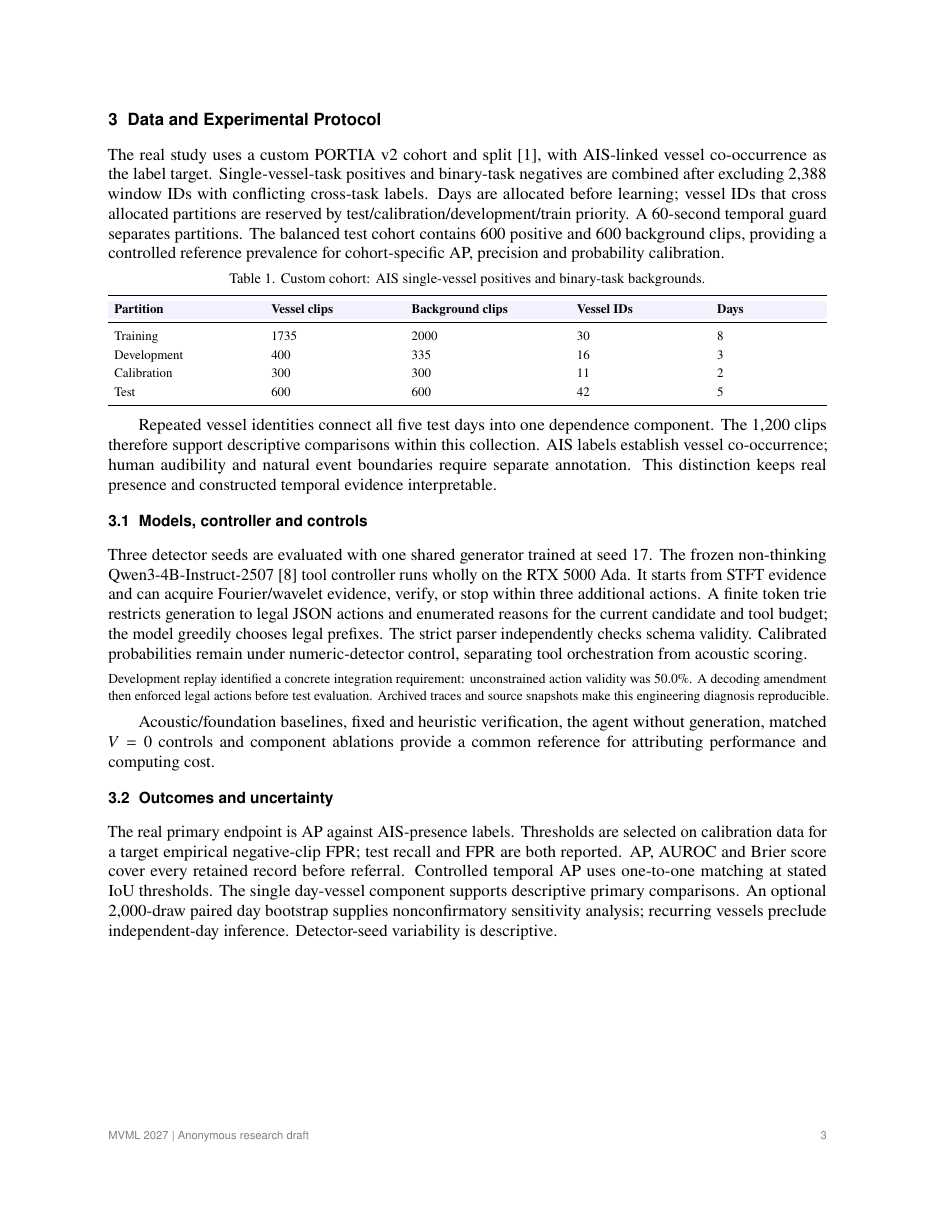 3 Data and Experimental Protocol
The real study uses a custom PORTIA v2 cohort and split [1], with AIS-linked vessel co-occurrence as
the label target. Single-vessel-task positives and binary-task negatives are combined after excluding 2,388
window IDs with conflicting cross-task labels. Days are allocated before learning; vessel IDs that cross
allocated partitions are reserved by test/calibration/development/train priority. A 60-second temporal guard
separates partitions. The balanced test cohort contains 600 positive and 600 background clips, providing a
controlled reference prevalence for cohort-specific AP, precision and probability calibration.
Table 1. Custom cohort: AIS single-vessel positives and binary-task backgrounds.
Partition Vessel clips Background clips Vessel IDs Days
Training 1735 2000 30 8
Development 400 335 16 3
Calibration 300 300 11 2
Test 600 600 42 5
Repeated vessel identities connect all five test days into one dependence component. The 1,200 clips
therefore support descriptive comparisons within this collection. AIS labels establish vessel co-occurrence;
human audibility and natural event boundaries require separate annotation. This distinction keeps real
presence and constructed temporal evidence interpretable.
3.1 Models, controller and controls
Three detector seeds are evaluated with one shared generator trained at seed 17. The frozen non-thinking
Qwen3-4B-Instruct-2507 [8] tool controller runs wholly on the RTX 5000 Ada. It starts from STFT evidence
and can acquire Fourier/wavelet evidence, verify, or stop within three additional actions. A finite token trie
restricts generation to legal JSON actions and enumerated reasons for the current candidate and tool budget;
the model greedily chooses legal prefixes. The strict parser independently checks schema validity. Calibrated
probabilities remain under numeric-detector control, separating tool orchestration from acoustic scoring.
Development replay identified a concrete integration requirement: unconstrained action validity was 50.0%. A decoding amendment
then enforced legal actions before test evaluation. Archived traces and source snapshots make this engineering diagnosis reproducible.
Acoustic/foundation baselines, fixed and heuristic verification, the agent without generation, matched
V = 0 controls and component ablations provide a common reference for attributing performance and
computing cost.
3.2 Outcomes and uncertainty
The real primary endpoint is AP against AIS-presence labels. Thresholds are selected on calibration data for
a target empirical negative-clip FPR; test recall and FPR are both reported. AP, AUROC and Brier score
cover every retained record before referral. Controlled temporal AP uses one-to-one matching at stated
IoU thresholds. The single day-vessel component supports descriptive primary comparisons. An optional
2,000-draw paired day bootstrap supplies nonconfirmatory sensitivity analysis; recurring vessels preclude
independent-day inference. Detector-seed variability is descriptive.
MVML 2027 | Anonymous research draft 3